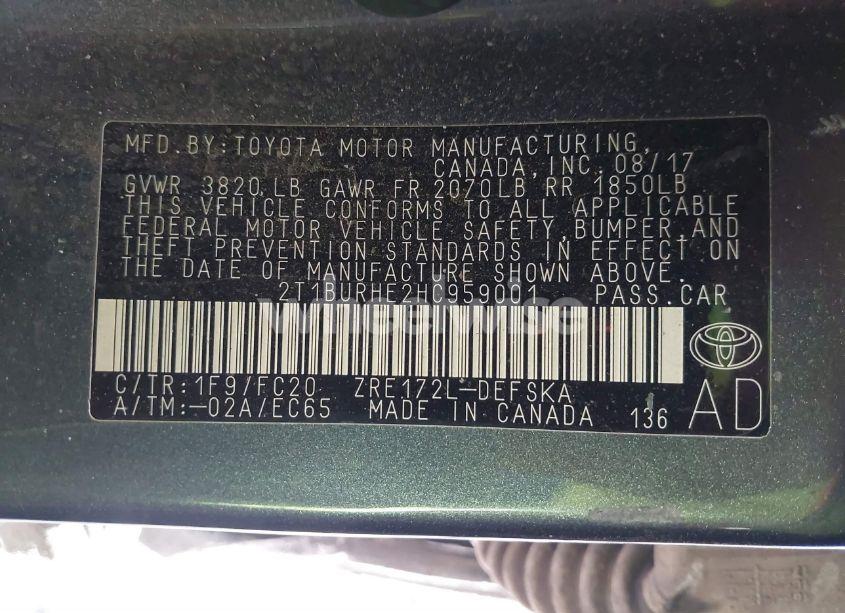 MFD.BY:TOYOTA MOTOR MANUFACTURING,
CANADA,INC. 08/17
GVWR 3820 LB GAWR FR 2070LB RR 1850LB
THIS VEHICLE CONFORMS TO ALL APPLICABLE
FEDERAL MOTOR VEHICLE SAFETY,BUMPER,AND
THEFT PREVENTION STANDARDS IN EFFECT ON
THE DATE OF MANUFACTURE SHOWN ABOVE.
2T1BURHE2HC959001 PASS.CAR
wheelwise
C/TR:1F9/FC20 ZRE172L-DEFSKA
A/TM:-02A/EC65 MADE IN CANADA 136
AD